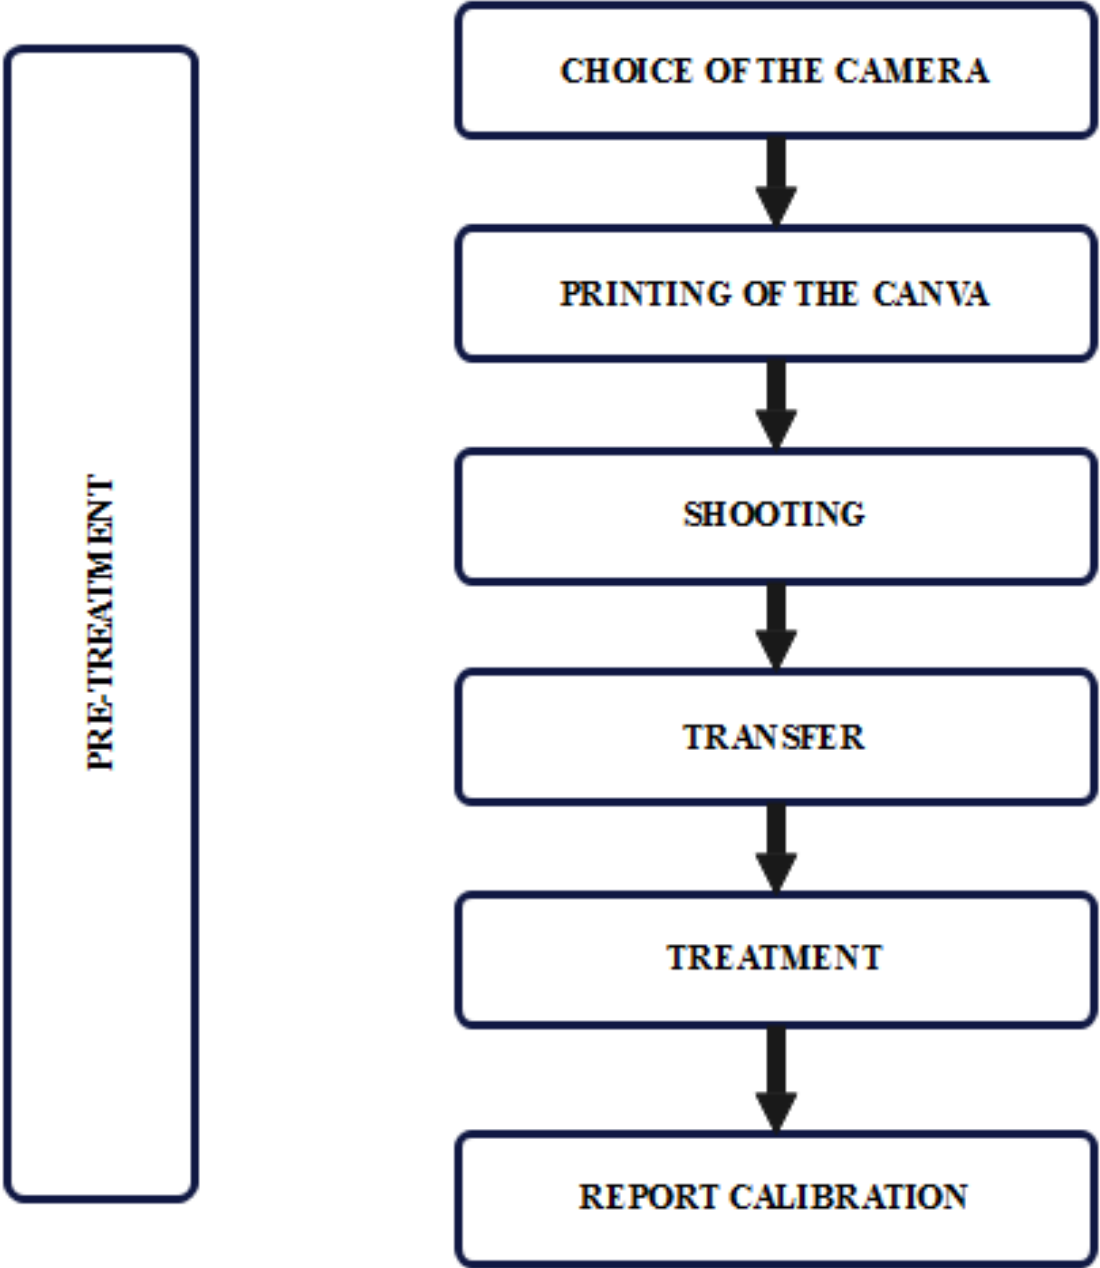 PRE-TREATMENT
CHOICE OF THE CAMERA
PRINTING OF THE CANVA
SHOOTING
TRANSFER
TREATMENT
REPORT CALIBRATION